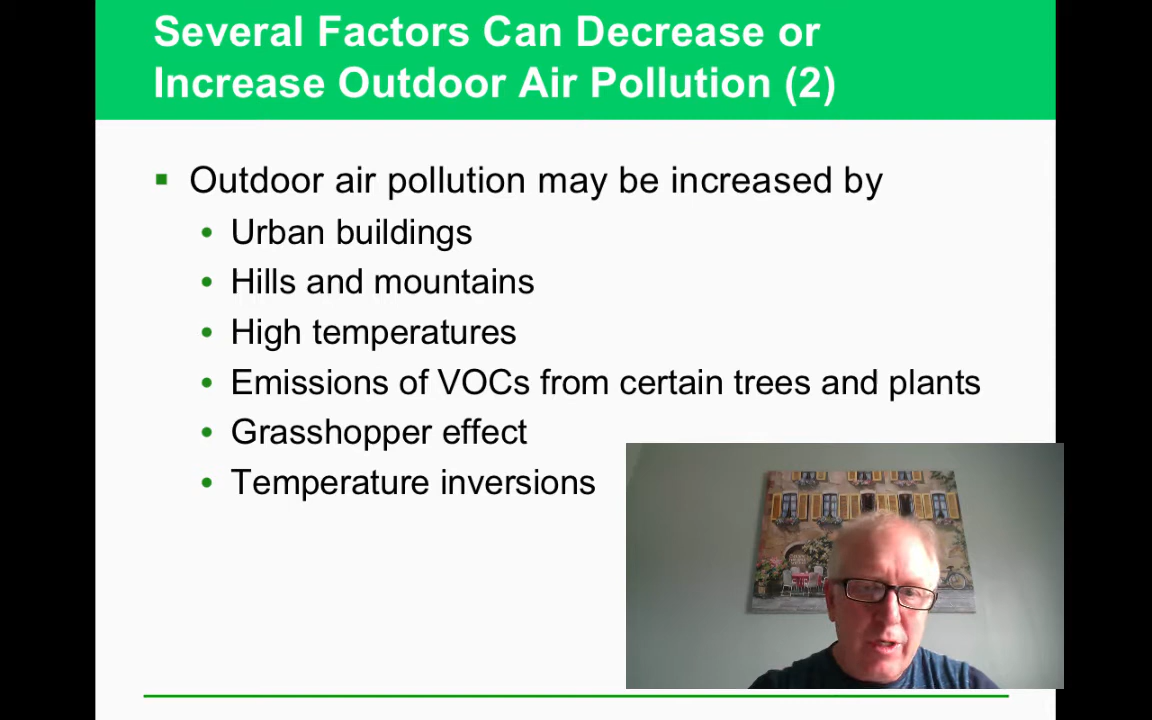 Several Factors Can Decrease or
Increase Outdoor Air Pollution (2)
Outdoor air pollution may be increased by
Urban buildings
Hills and mountains
High temperatures
Emissions of VOCs from certain trees and plants
Grasshopper effect
Temperature inversions